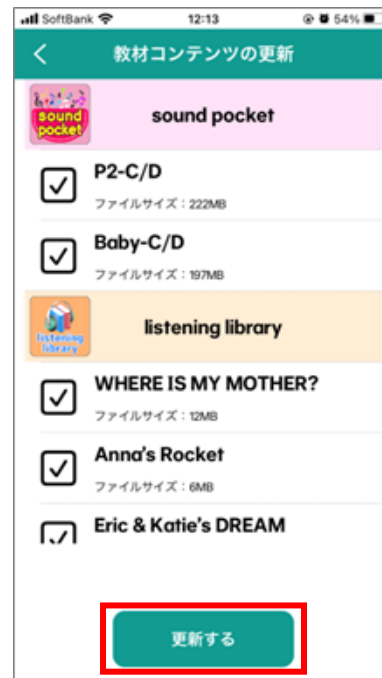 SoftBank 12:13 54%
教材コンテンツの更新
sound pocket
sound pocket
P2-C/D
ファイルサイズ：222MB
Baby-C/D
ファイルサイズ：197MB
listening library
listening library
WHERE IS MY MOTHER?
ファイルサイズ：12MB
Anna's Rocket
ファイルサイズ：6MB
Eric & Katie's DREAM
更新する